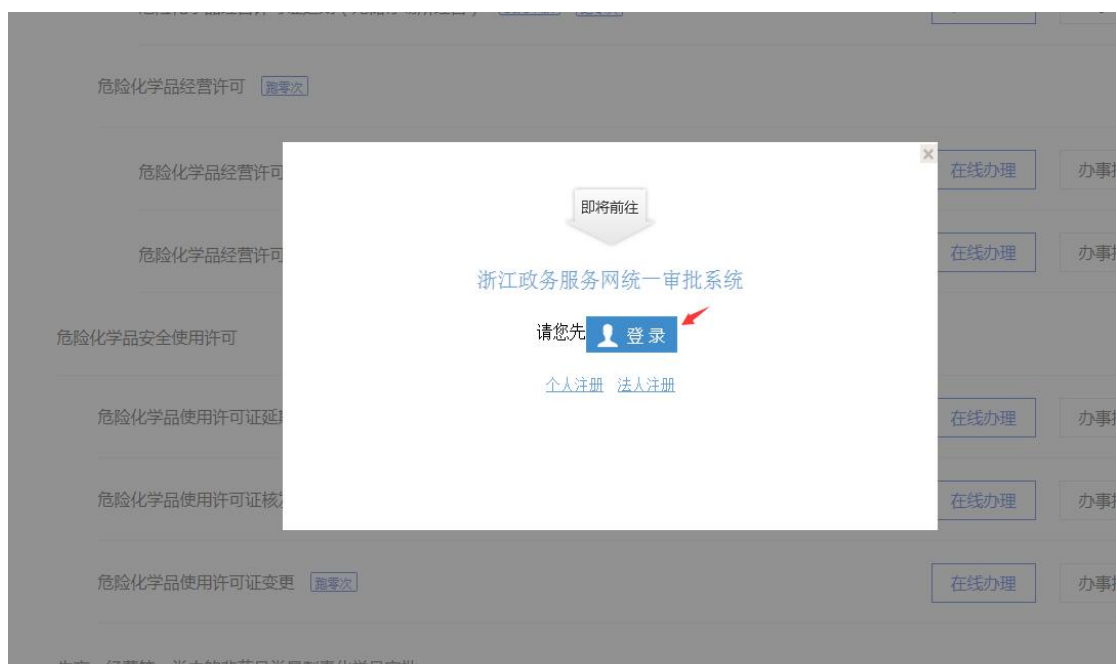 危险化学品经营许可 跑零次
危险化学品经营许可
在线办理 办事
即将前往
危险化学品经营许可
在线办理 办事
浙江政务服务网统一审批系统
请您先 登录
危险化学品安全使用许可
个人注册 法人注册
危险化学品使用许可证延
在线办理 办事
危险化学品使用许可证核
在线办理 办事
危险化学品使用许可证变更 跑零次
在线办理 办事